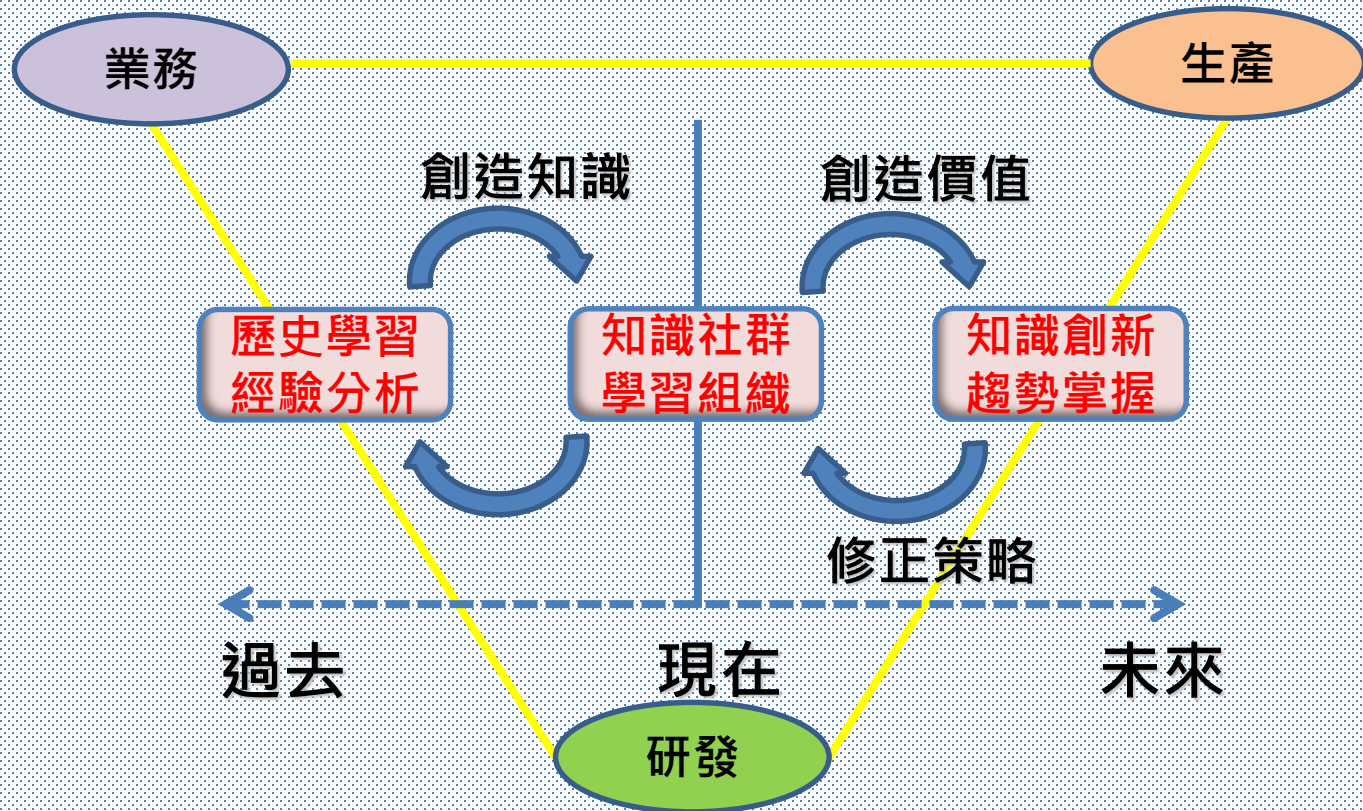 業務
生產
創造知識
創造價值
歷史學習
經驗分析
知識社群
學習組織
知識創新
趨勢掌握
修正策略
過去
現在
未來
研發